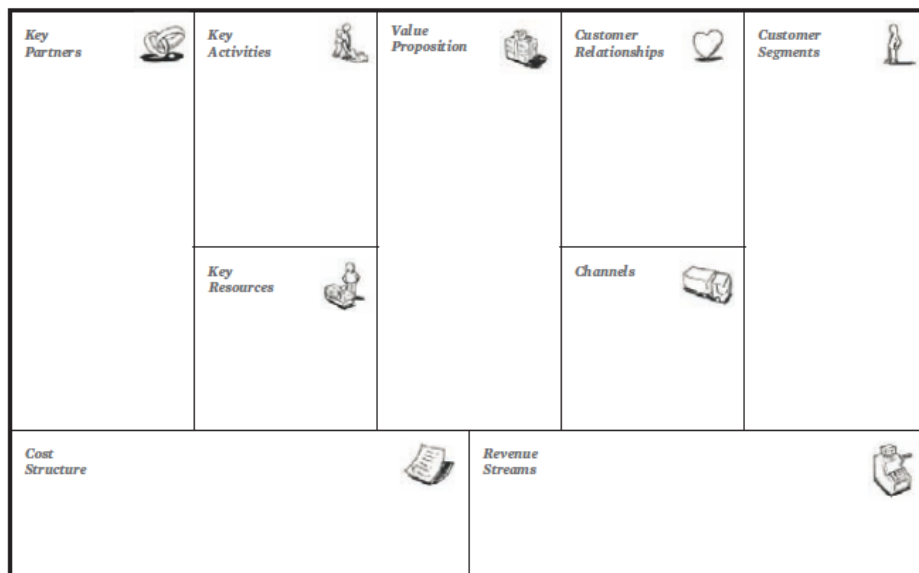 Key
Partners
Key
Activities
Value
Proposition
Customer
Relationships
Customer
Segments
Key
Resources
Channels
Cost
Structure
Revenue
Streams